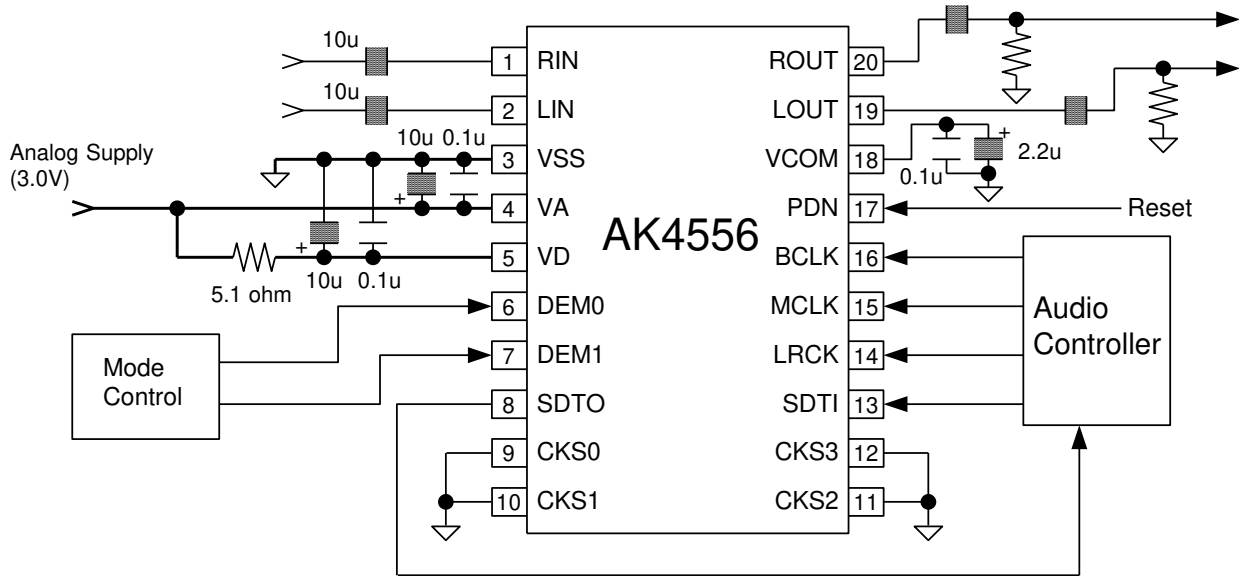 10u
1 RIN
10u
2 LIN
10u 0.1u
Analog Supply
(3.0V)
3 VSS
+
4 VA
+
10u 0.1u
5 VD
5.1 ohm
6 DEM0
Mode
Control
7 DEM1
8 SDTO
9 CKS0
10 CKS1
AK4556
ROUT 20
LOUT 19
VCOM 18
0.1u
+
2.2u
PDN 17
Reset
BCLK 16
MCLK 15
LRCK 14
SDTI 13
Audio
Controller
CKS3 12
CKS2 11